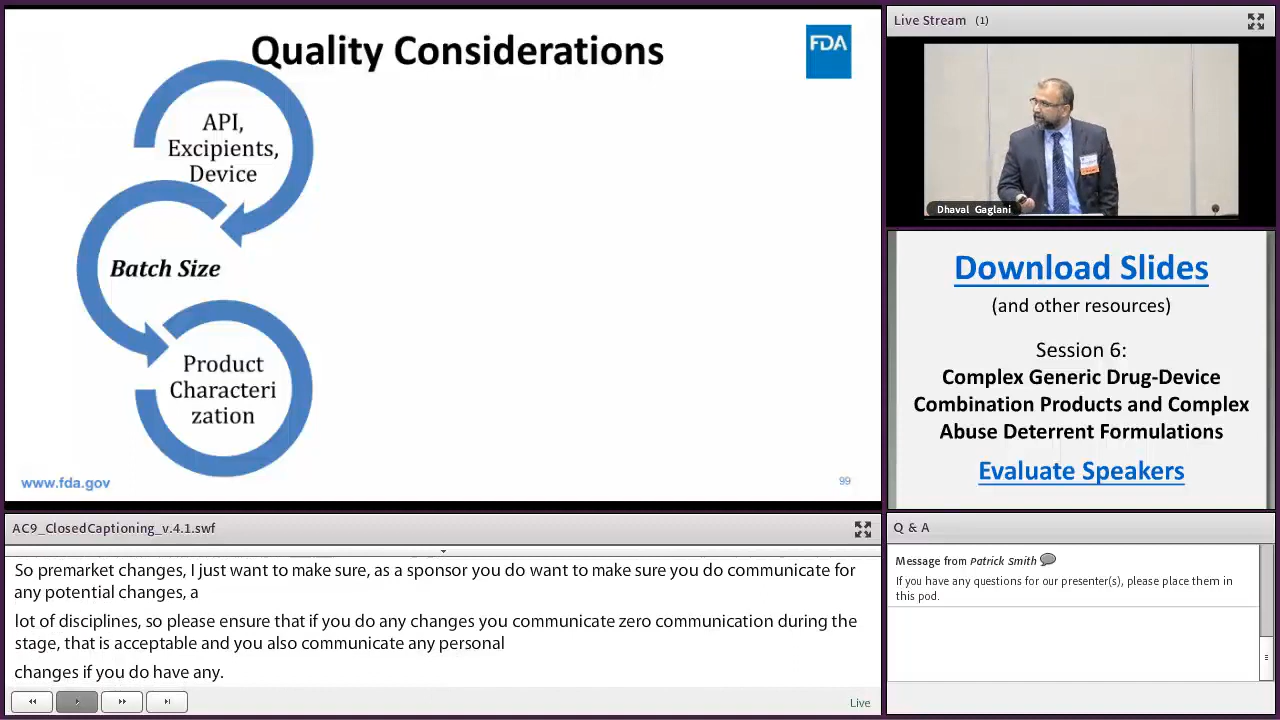 Quality Considerations
FDA
API,
Excipients,
Device
Batch Size
Product
Characteri
zation
www.fda.gov
99
Live Stream (1)
Dhaval Gaglani
Download Slides
(and other resources)
Session 6:
Complex Generic Drug-Device
Combination Products and Complex
Abuse Deterrent Formulations
Evaluate Speakers
AC9_ClosedCaptioning_v.4.1.swf
So premarket changes, I just want to make sure, as a sponsor you do want to make sure you do communicate for
any potential changes, a
lot of disciplines, so please ensure that if you do any changes you communicate zero communication during the
stage, that is acceptable and you also communicate any personal
changes if you do have any.
Live
Q & A
Message from Patrick Smith
If you have any questions for our presenter(s), please place them in
this pod.